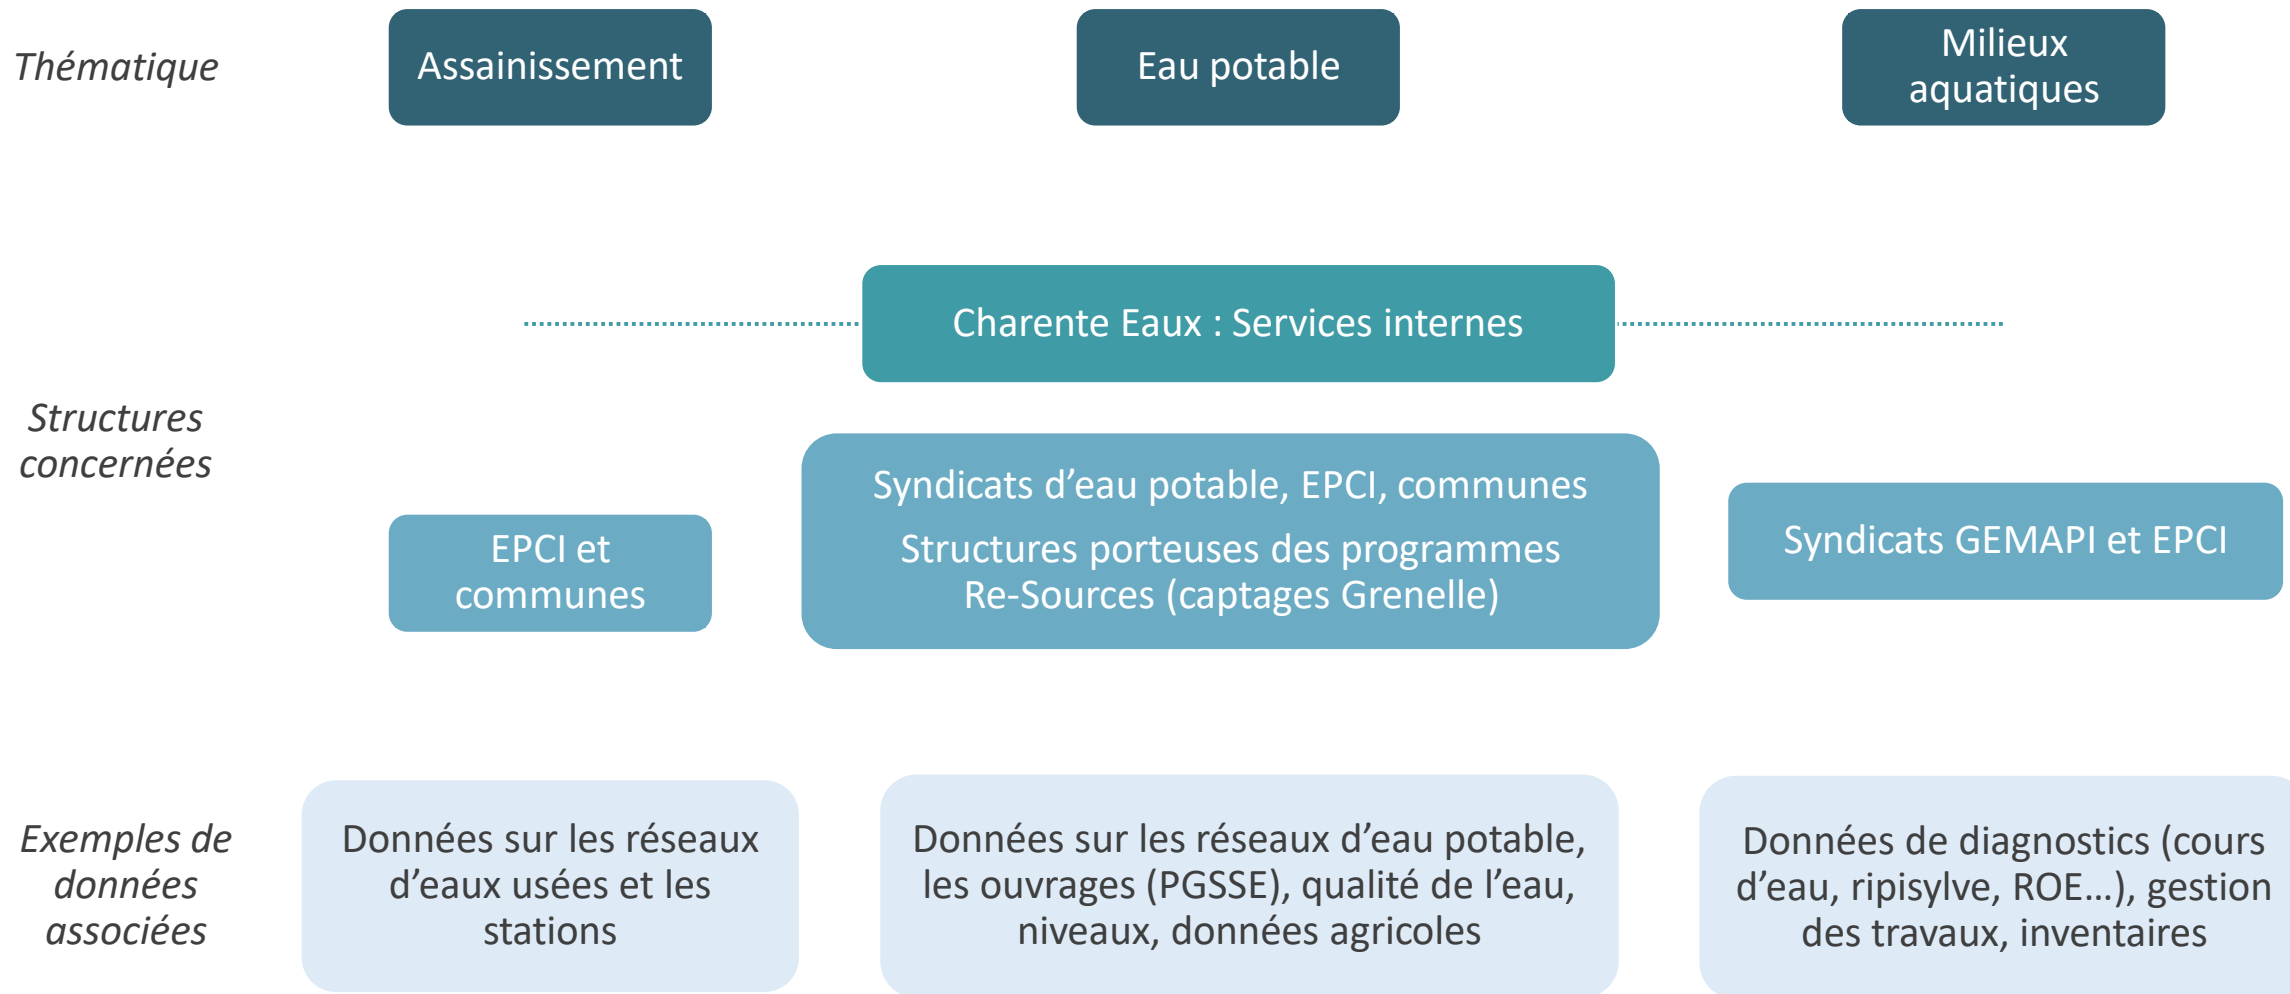 Thématique
Assainissement
Eau potable
Milieux
aquatiques
Structures
concernées
Charente Eaux : Services internes
EPCI et
communes
Syndicats d’eau potable, EPCI, communes
Structures porteuses des programmes
Re-Sources (captages Grenelle)
Syndicats GEMAPI et EPCI
Exemples de
données
associées
Données sur les réseaux
d’eaux usées et les
stations
Données sur les réseaux d’eau potable,
les ouvrages (PGSSE), qualité de l’eau,
niveaux, données agricoles
Données de diagnostics (cours
d’eau, ripisylve, ROE…), gestion
des travaux, inventaires